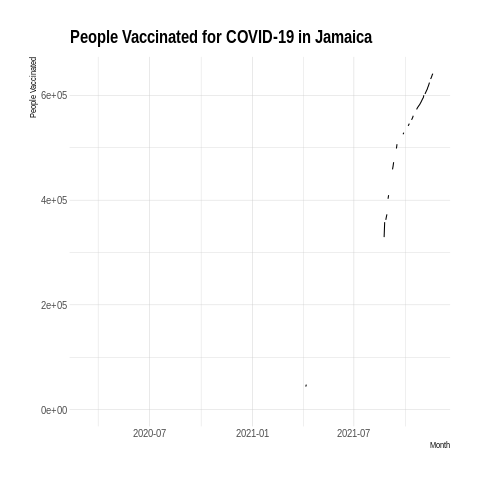 People Vaccinated for COVID-19 in Jamaica
People Vaccinated
6e+05
4e+05
2e+05
0e+00
2020-07
2021-01
2021-07
Month